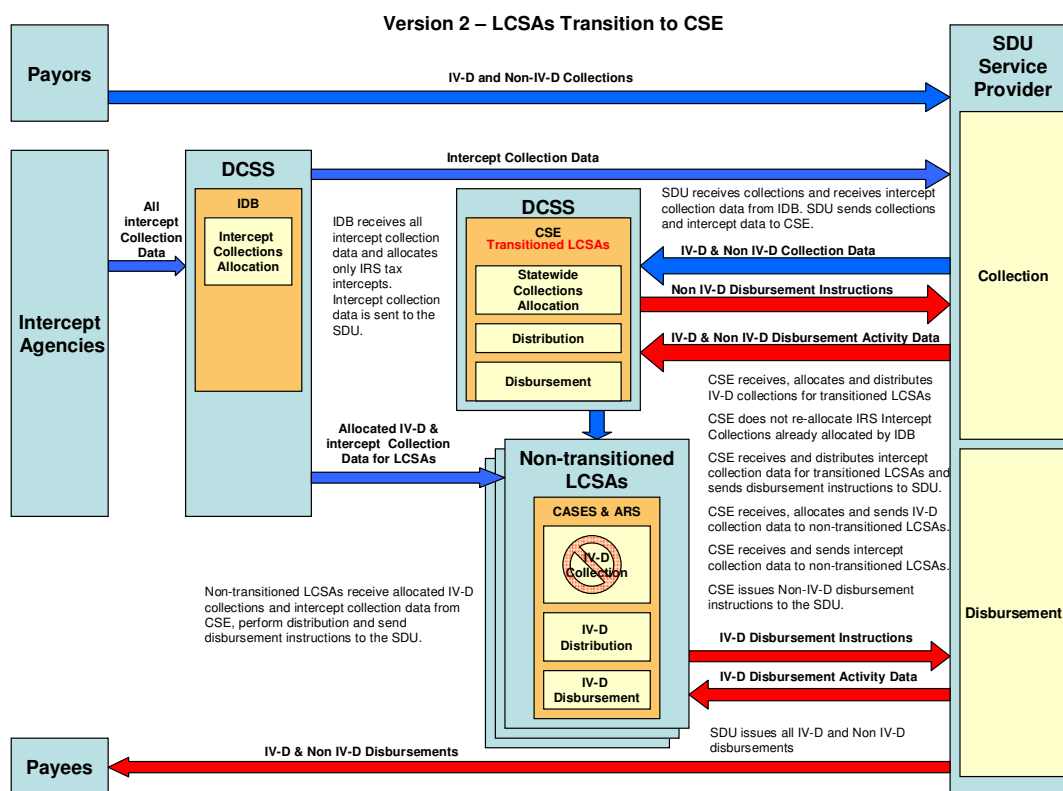 Version 2 – LCSAs Transition to CSE
Payors
IV-D and Non-IV-D Collections
SDU
Service
Provider
Intercept
Agencies
All
intercept
Collection
Data
DCSS
IDB
Intercept
Collections
Allocation
Intercept Collection Data
IDB receives all
intercept collection
data and allocates
only IRS tax
intercepts.
Intercept collection
data is sent to the
SDU.
DCSS
CSE
Transitioned LCSAs
Statewide
Collections
Allocation
Distribution
Disbursement
SDU receives collections and receives intercept
collection data from IDB. SDU sends collections
and intercept data to CSE.
IV-D & Non IV-D Collection Data
Non IV-D Disbursement Instructions
IV-D & Non IV-D Disbursement Activity Data
Collection
CSE receives, allocates and distributes
IV-D collections for transitioned LCSAs
CSE does not re-allocate IRS Intercept
Collections already allocated by IDB
CSE receives and distributes intercept
collection data for transitioned LCSAs and
sends disbursement instructions to SDU.
CSE receives, allocates and sends IV-D
collection data to non-transitioned LCSAs.
CSE receives and sends intercept
collection data to non-transitioned LCSAs.
CSE issues Non-IV-D disbursement
instructions to the SDU.
Allocated IV-D &
intercept Collection
Data for LCSAs
Non-transitioned
LCSAs
CASES & ARS
IV-D
Collection
IV-D
Distribution
IV-D
Disbursement
Non-transitioned LCSAs receive allocated IV-D
collections and intercept collection data from
CSE, perform distribution and send
disbursement instructions to the SDU.
IV-D Disbursement Instructions
IV-D Disbursement Activity Data
Disbursement
SDU issues all IV-D and Non IV-D
disbursements
IV-D & Non IV-D Disbursements
Payees